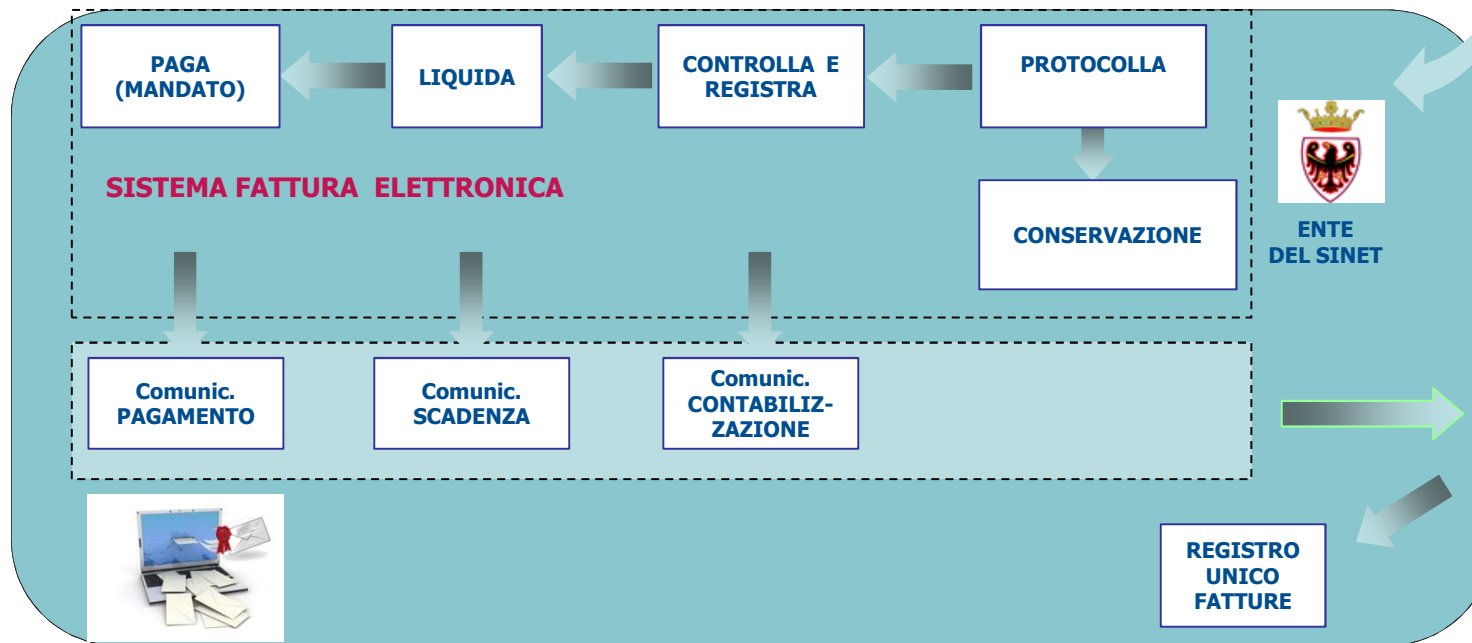 PAGA
(MANDATO)
LIQUIDA
CONTROLLA E
REGISTRA
PROTOCOLLA
SISTEMA FATTURA ELETTRONICA
CONSERVAZIONE
ENTE
DEL SINET
Comunic.
PAGAMENTO
Comunic.
SCADENZA
Comunic.
CONTABILIZ-
ZAZIONE
REGISTRO
UNICO
FATTURE